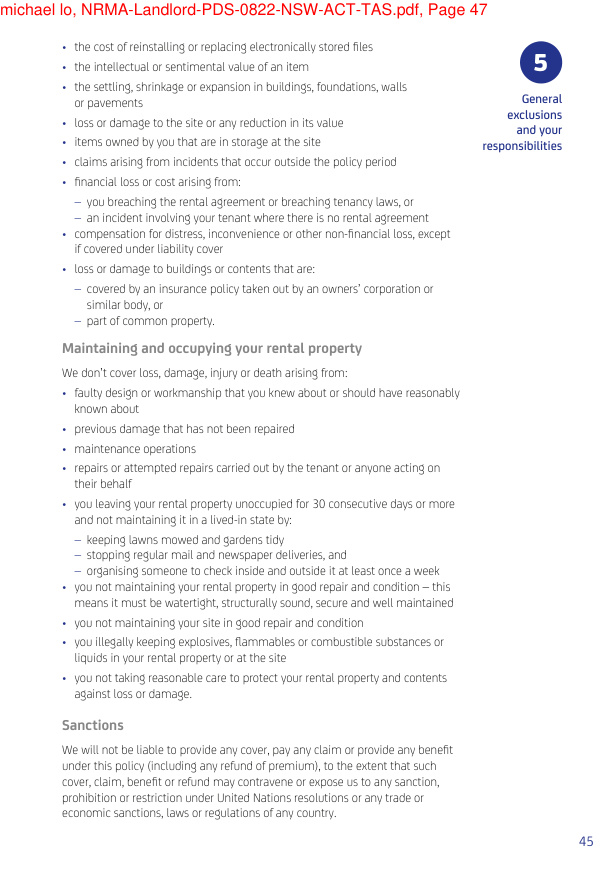 michael lo, NRMA-Landlord-PDS-0822-NSW-ACT-TAS.pdf, Page 47
• the cost of reinstalling or replacing electronically stored files
• the intellectual or sentimental value of an item
• the settling, shrinkage or expansion in buildings, foundations, walls
or pavements
• loss or damage to the site or any reduction in its value
• items owned by you that are in storage at the site
• claims arising from incidents that occur outside the policy period
• financial loss or cost arising from:
– you breaching the rental agreement or breaching tenancy laws, or
– an incident involving your tenant where there is no rental agreement
• compensation for distress, inconvenience or other non-financial loss, except
if covered under liability cover
• loss or damage to buildings or contents that are:
– covered by an insurance policy taken out by an owners’ corporation or
similar body, or
– part of common property.
Maintaining and occupying your rental property
We don’t cover loss, damage, injury or death arising from:
• faulty design or workmanship that you knew about or should have reasonably
known about
• previous damage that has not been repaired
• maintenance operations
• repairs or attempted repairs carried out by the tenant or anyone acting on
their behalf
• you leaving your rental property unoccupied for 30 consecutive days or more
and not maintaining it in a lived-in state by:
– keeping lawns mowed and gardens tidy
– stopping regular mail and newspaper deliveries, and
– organising someone to check inside and outside it at least once a week
• you not maintaining your rental property in good repair and condition – this
means it must be watertight, structurally sound, secure and well maintained
• you not maintaining your site in good repair and condition
• you illegally keeping explosives, flammables or combustible substances or
liquids in your rental property or at the site
• you not taking reasonable care to protect your rental property and contents
against loss or damage.
Sanctions
We will not be liable to provide any cover, pay any claim or provide any benefit
under this policy (including any refund of premium), to the extent that such
cover, claim, benefit or refund may contravene or expose us to any sanction,
prohibition or restriction under United Nations resolutions or any trade or
economic sanctions, laws or regulations of any country.
5
General
exclusions
and your
responsibilities
45